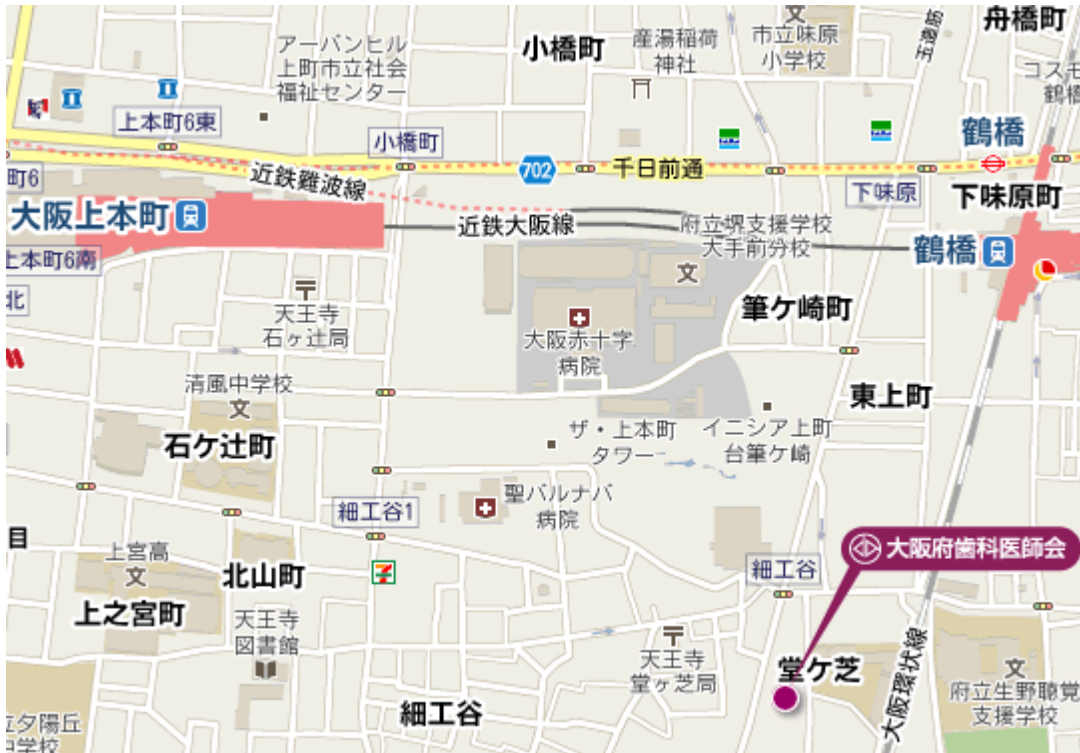 舟橋町
小橋町
市立味原
小学校
産湯稲荷
神社
アーバンヒル
上町市立社会
福祉センター
玉造筋
コスモ
鶴橋
上本町6東
小橋町
鶴橋
近鉄難波線
702
千日前通
町6
下味原
下味原町
大阪上本町
近鉄大阪線
府立堺支援学校
大手前分校
鶴橋
上本町6南
北
天王寺
石ヶ辻局
筆ケ崎町
大阪赤十字
病院
清風中学校
東上町
石ケ辻町
ザ・上本町
タワー
イニシア上町
台筆ケ崎
聖バルナバ
病院
細工谷1
目
上宮高
大阪府歯科医師会
北山町
細工谷
上之宮町
天王寺
図書館
天王寺
堂ヶ芝局
堂ケ芝
大阪環状線
府立生野聴覚
支援学校
細工谷
立夕陽丘
中学校